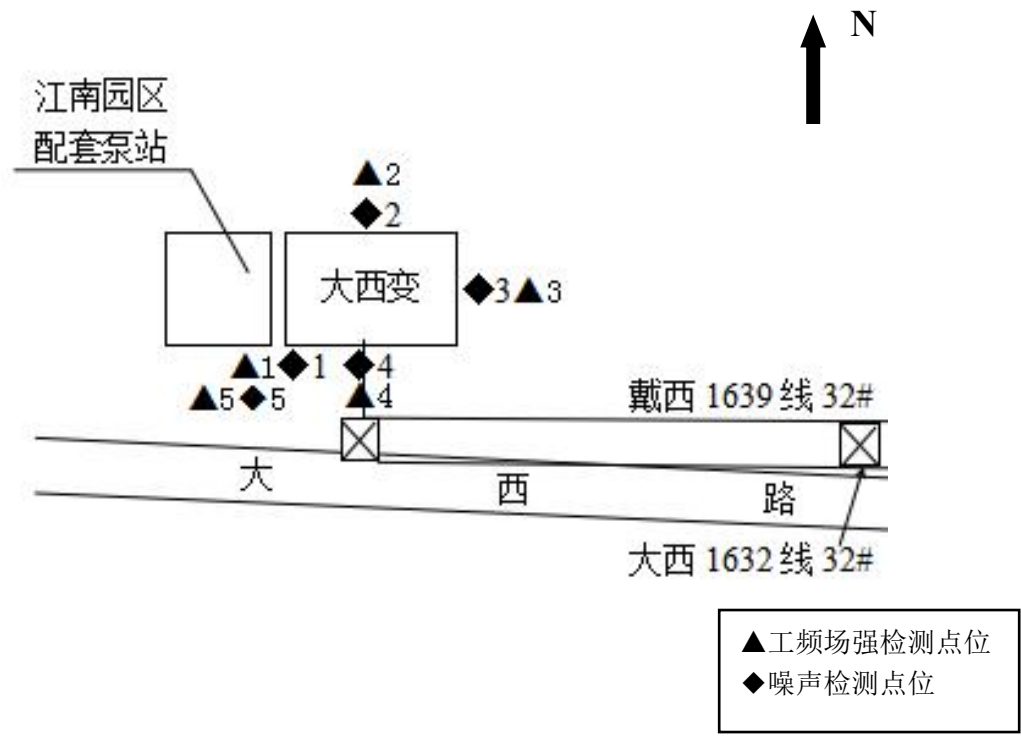 N
江南园区
配套泵站
▲2
◆2
大西变
◆3▲3
▲1◆1
◆4
▲5◆5
▲4
戴西 1639 线 32#
大 西 路
大西 1632 线 32#
▲工频场强检测点位
◆噪声检测点位